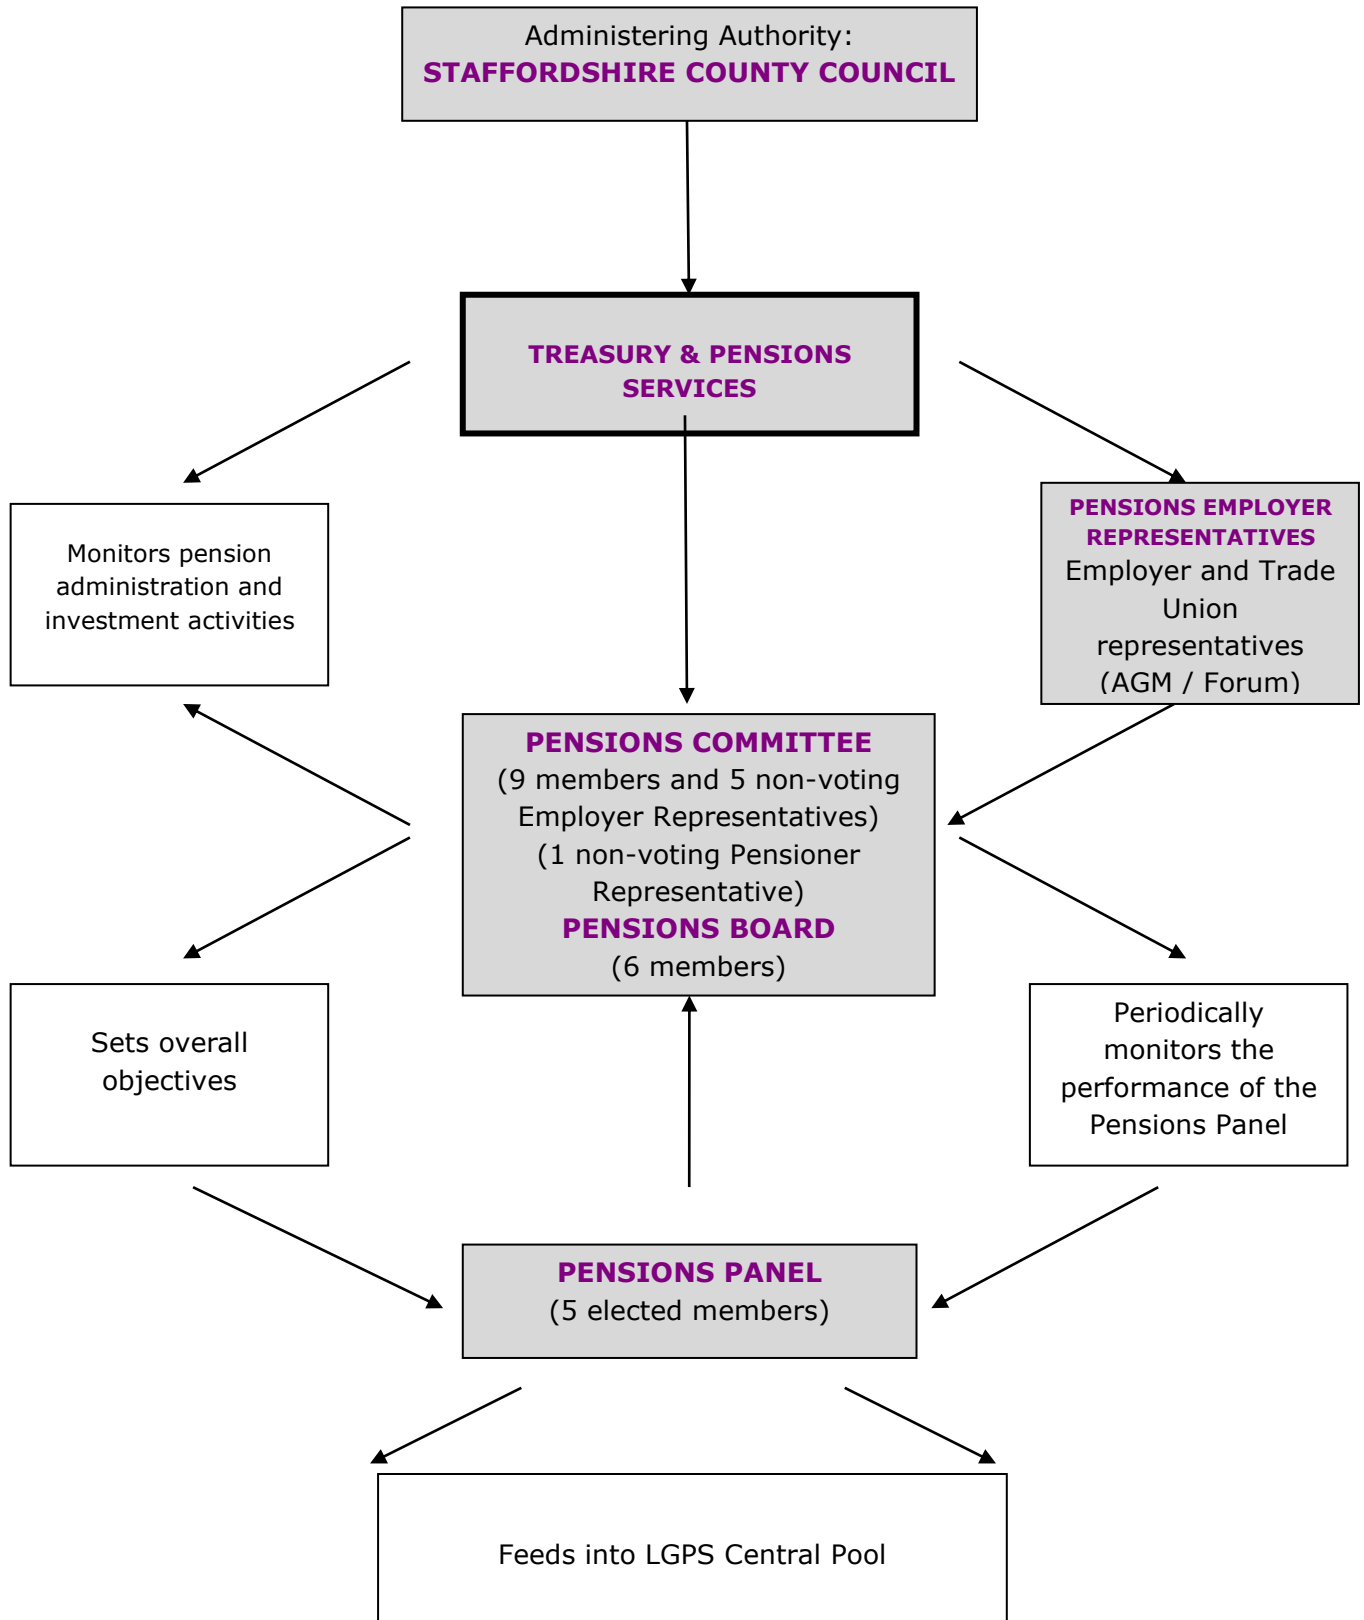 Administering Authority:
STAFFORDSHIRE COUNTY COUNCIL
TREASURY & PENSIONS
SERVICES
Monitors pension
administration and
investment activities
PENSIONS EMPLOYER
REPRESENTATIVES
Employer and Trade
Union
representatives
(AGM / Forum)
PENSIONS COMMITTEE
(9 members and 5 non-voting
Employer Representatives)
(1 non-voting Pensioner
Representative)
PENSIONS BOARD
(6 members)
Sets overall
objectives
Periodically
monitors the
performance of the
Pensions Panel
PENSIONS PANEL
(5 elected members)
Feeds into LGPS Central Pool